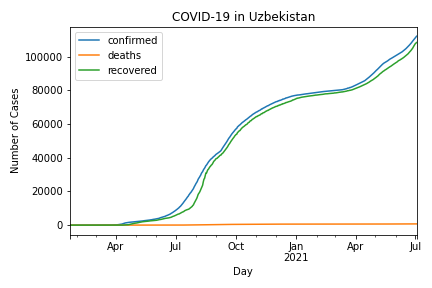 COVID-19 in Uzbekistan
confirmed
deaths
recovered
Number of Cases
100000
80000
60000
40000
20000
0
Apr
Jul
Oct
Jan
2021
Apr
Jul
Day